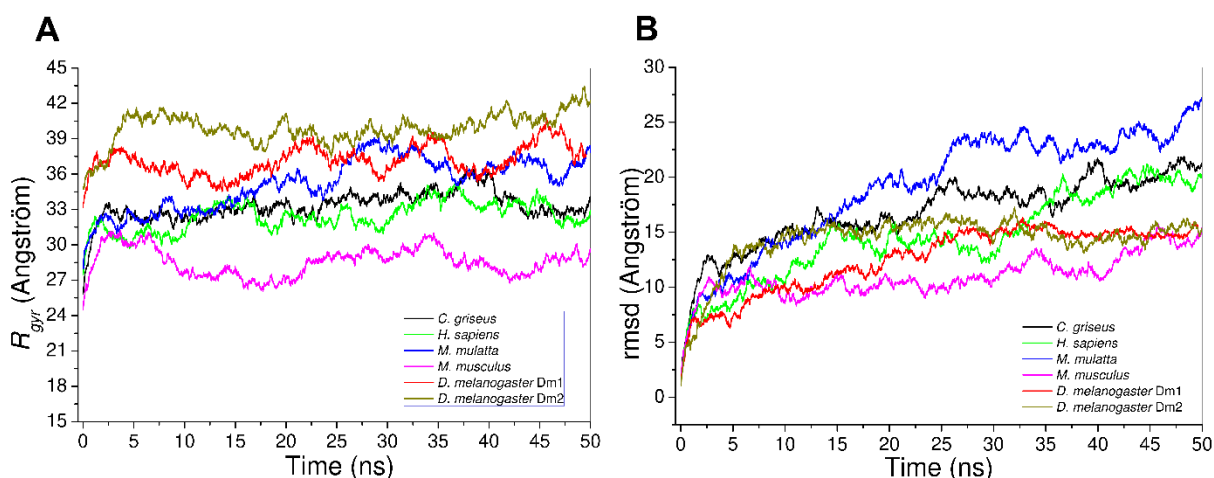 A
B
R gyr (Angström)
45
42
39
36
33
30
27
24
21
18
15
C. griseus
H. sapiens
M. mulatta
M. musculus
D. melanogaster Dm1
D. melanogaster Dm2
0 5 10 15 20 25 30 35 40 45 50
Time (ns)
rmsd (Angström)
30
25
20
15
10
5
0
C. griseus
H. sapiens
M. mulatta
M. musculus
D. melanogaster Dm1
D. melanogaster Dm2
0 5 10 15 20 25 30 35 40 45 50
Time (ns)